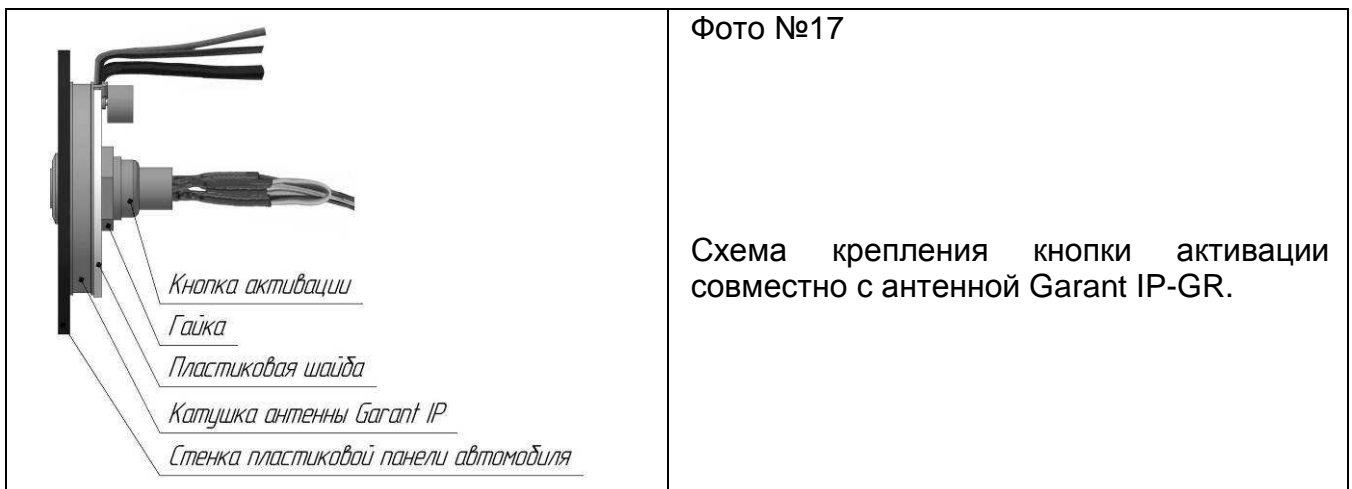 Кнопка активации
Гайка
Пластиковая шайба
Катушка антенны Garant IP
Стенка пластиковой панели автомобиля
Фото №17
Схема крепления кнопки активации
совместно с антенной Garant IP-GR.